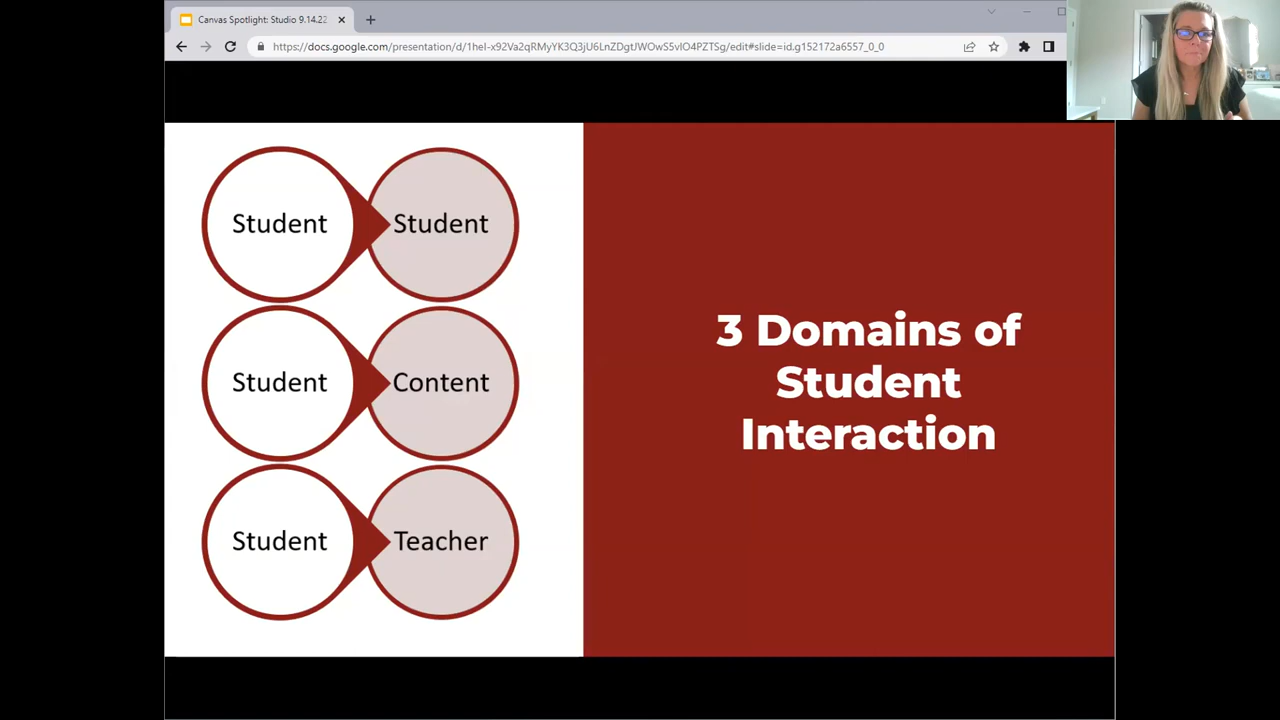 Canvas Spotlight: Studio 9.14.22
https://docs.google.com/presentation/d/1heI-x92Va2qRMyYK3Q3jU6LnZDgtJWOwS5vIO4PZTSg/edit#slide=id.g152172a6557_0_0
Student Student
Student Content
Student Teacher
3 Domains of
Student
Interaction